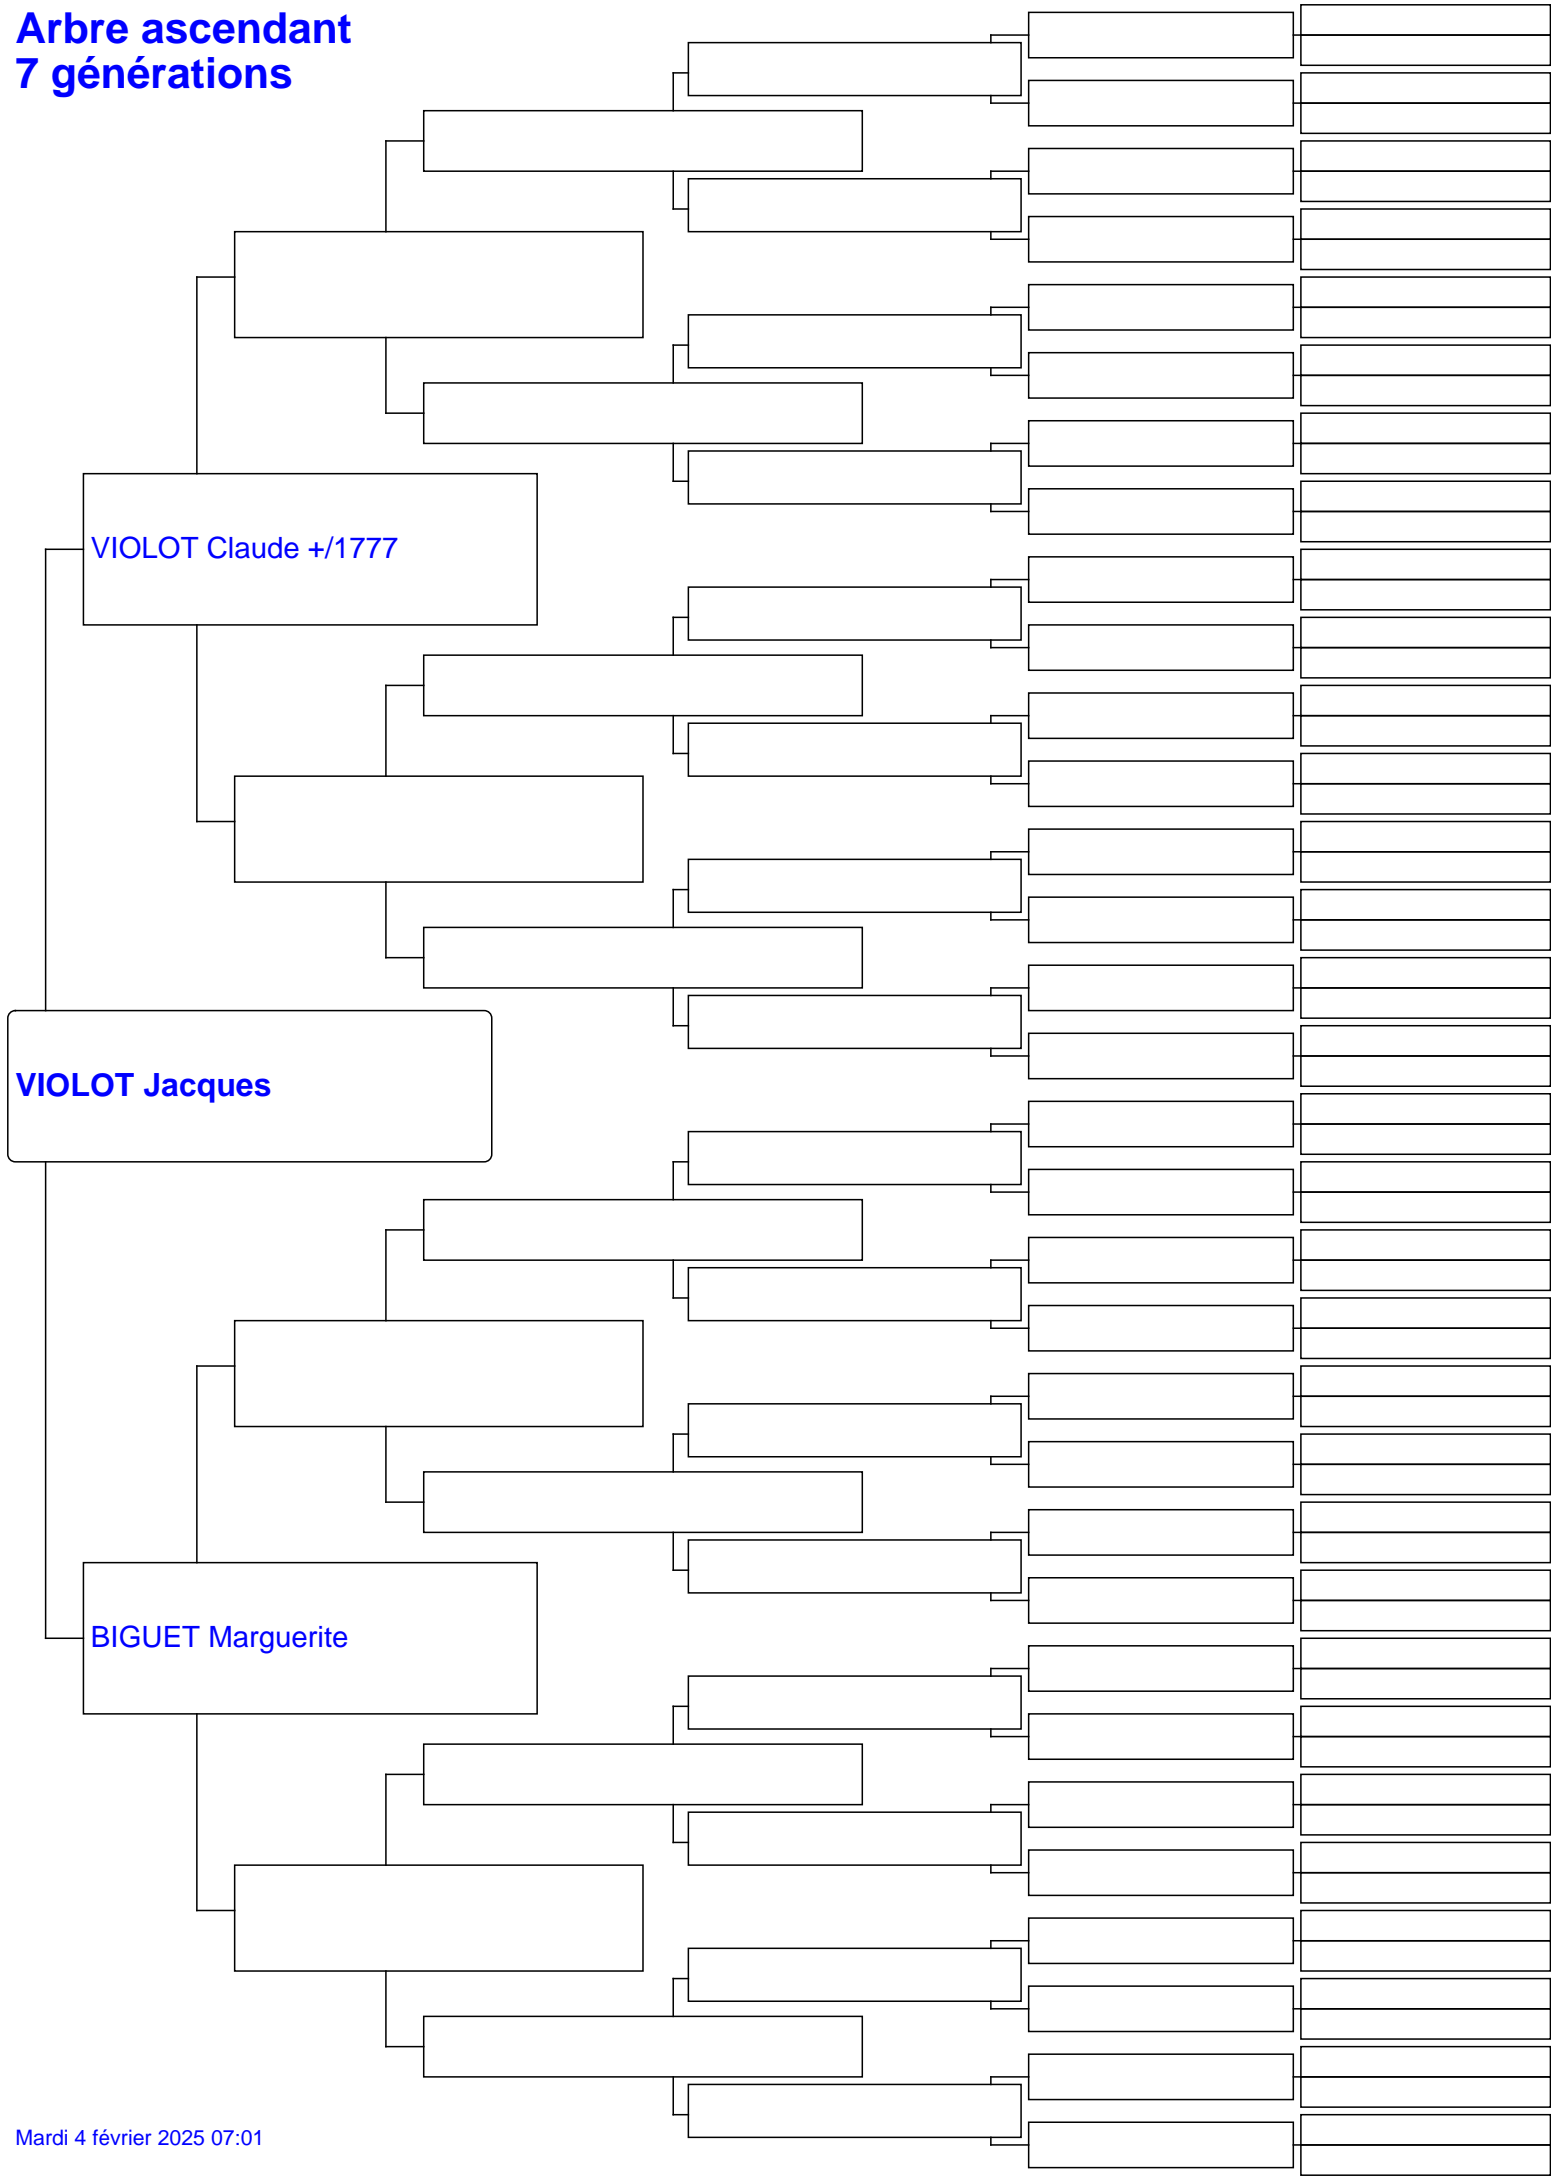 Arbre ascendant
7 générations
VIOLOT Claude +/1777
VIOLOT Jacques
BIGUET Marguerite
Mardi 4 février 2025 07:01